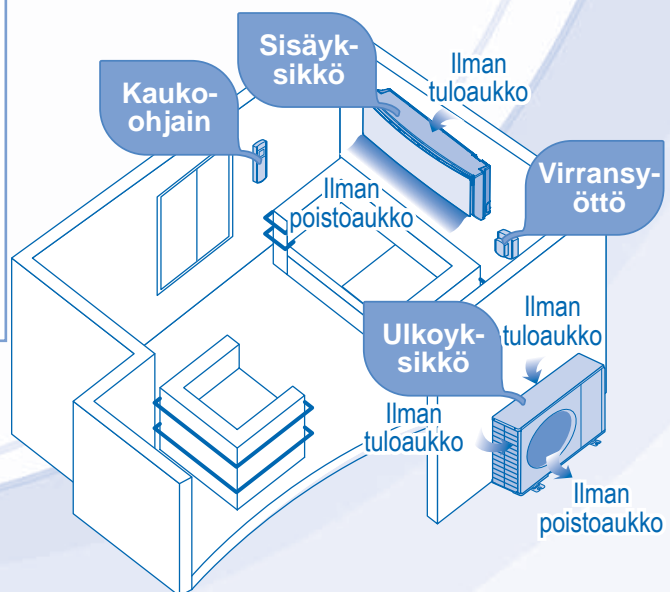 Sisäyk-
sikkö
Ilman
tuloaukko
Kauko-
ohjain
Virransy-
öttö
Ilman
poistoaukko
Ulkoyk-
sikkö
Ilman
tuloaukko
Ilman
tuloaukko
Ilman
poistoaukko